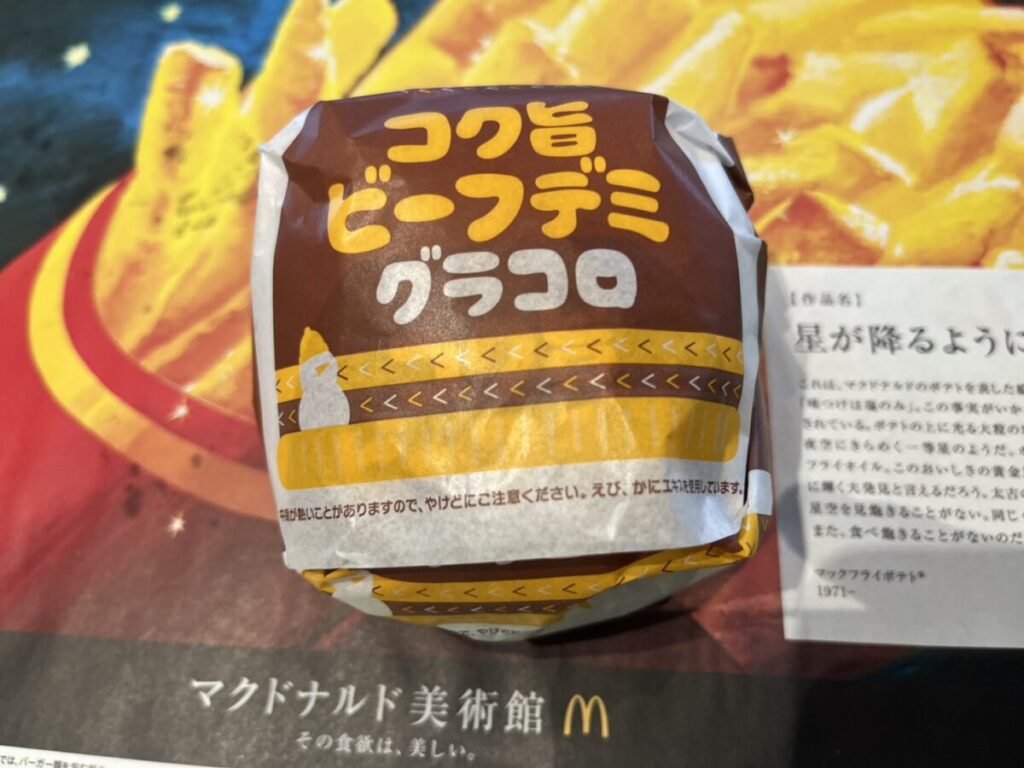 コク旨
ビーフデミ
グラコロ
が熱いことがありますので、やけどにご注意ください。えび、かにエキスを使用しています。
【作品名】
星が降るように
これは、マクドナルドのポテトを表した
「味つけは塩のみ」。この事実がいか
されている。ポテトの上に光る大粒の
夜空にきらめく一等星のようだ。
フライオイル。このおいしさの黄金
に輝く大発見と言えるだろう。太古の
星空を見飽きることがない。同じ
また、食べ飽きることがないのだ
マックフライポテト®
1971-
マクドナルド美術館
その食欲は、美しい。
では、バーガー類を